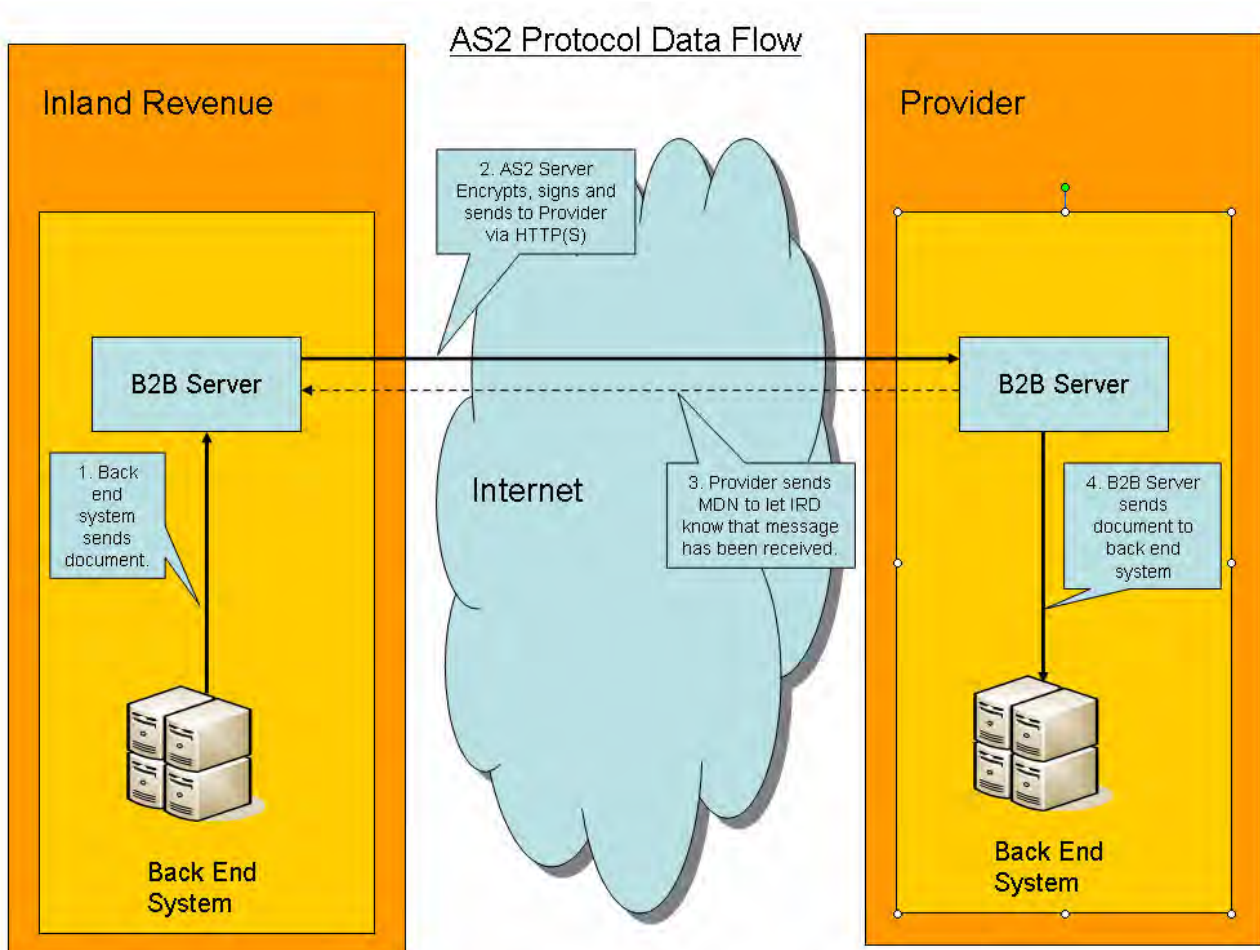 AS2 Protocol Data Flow
Inland Revenue
Provider
2. AS2 Server
Encrypts, signs and
sends to Provider
via HTTP(S)
B2B Server
B2B Server
1. Back
end
system
sends
document.
Internet
3. Provider sends
MDN to let IRD
know that message
has been received.
4. B2B Server
sends
document to
back end
system
Back End
System
Back End
System